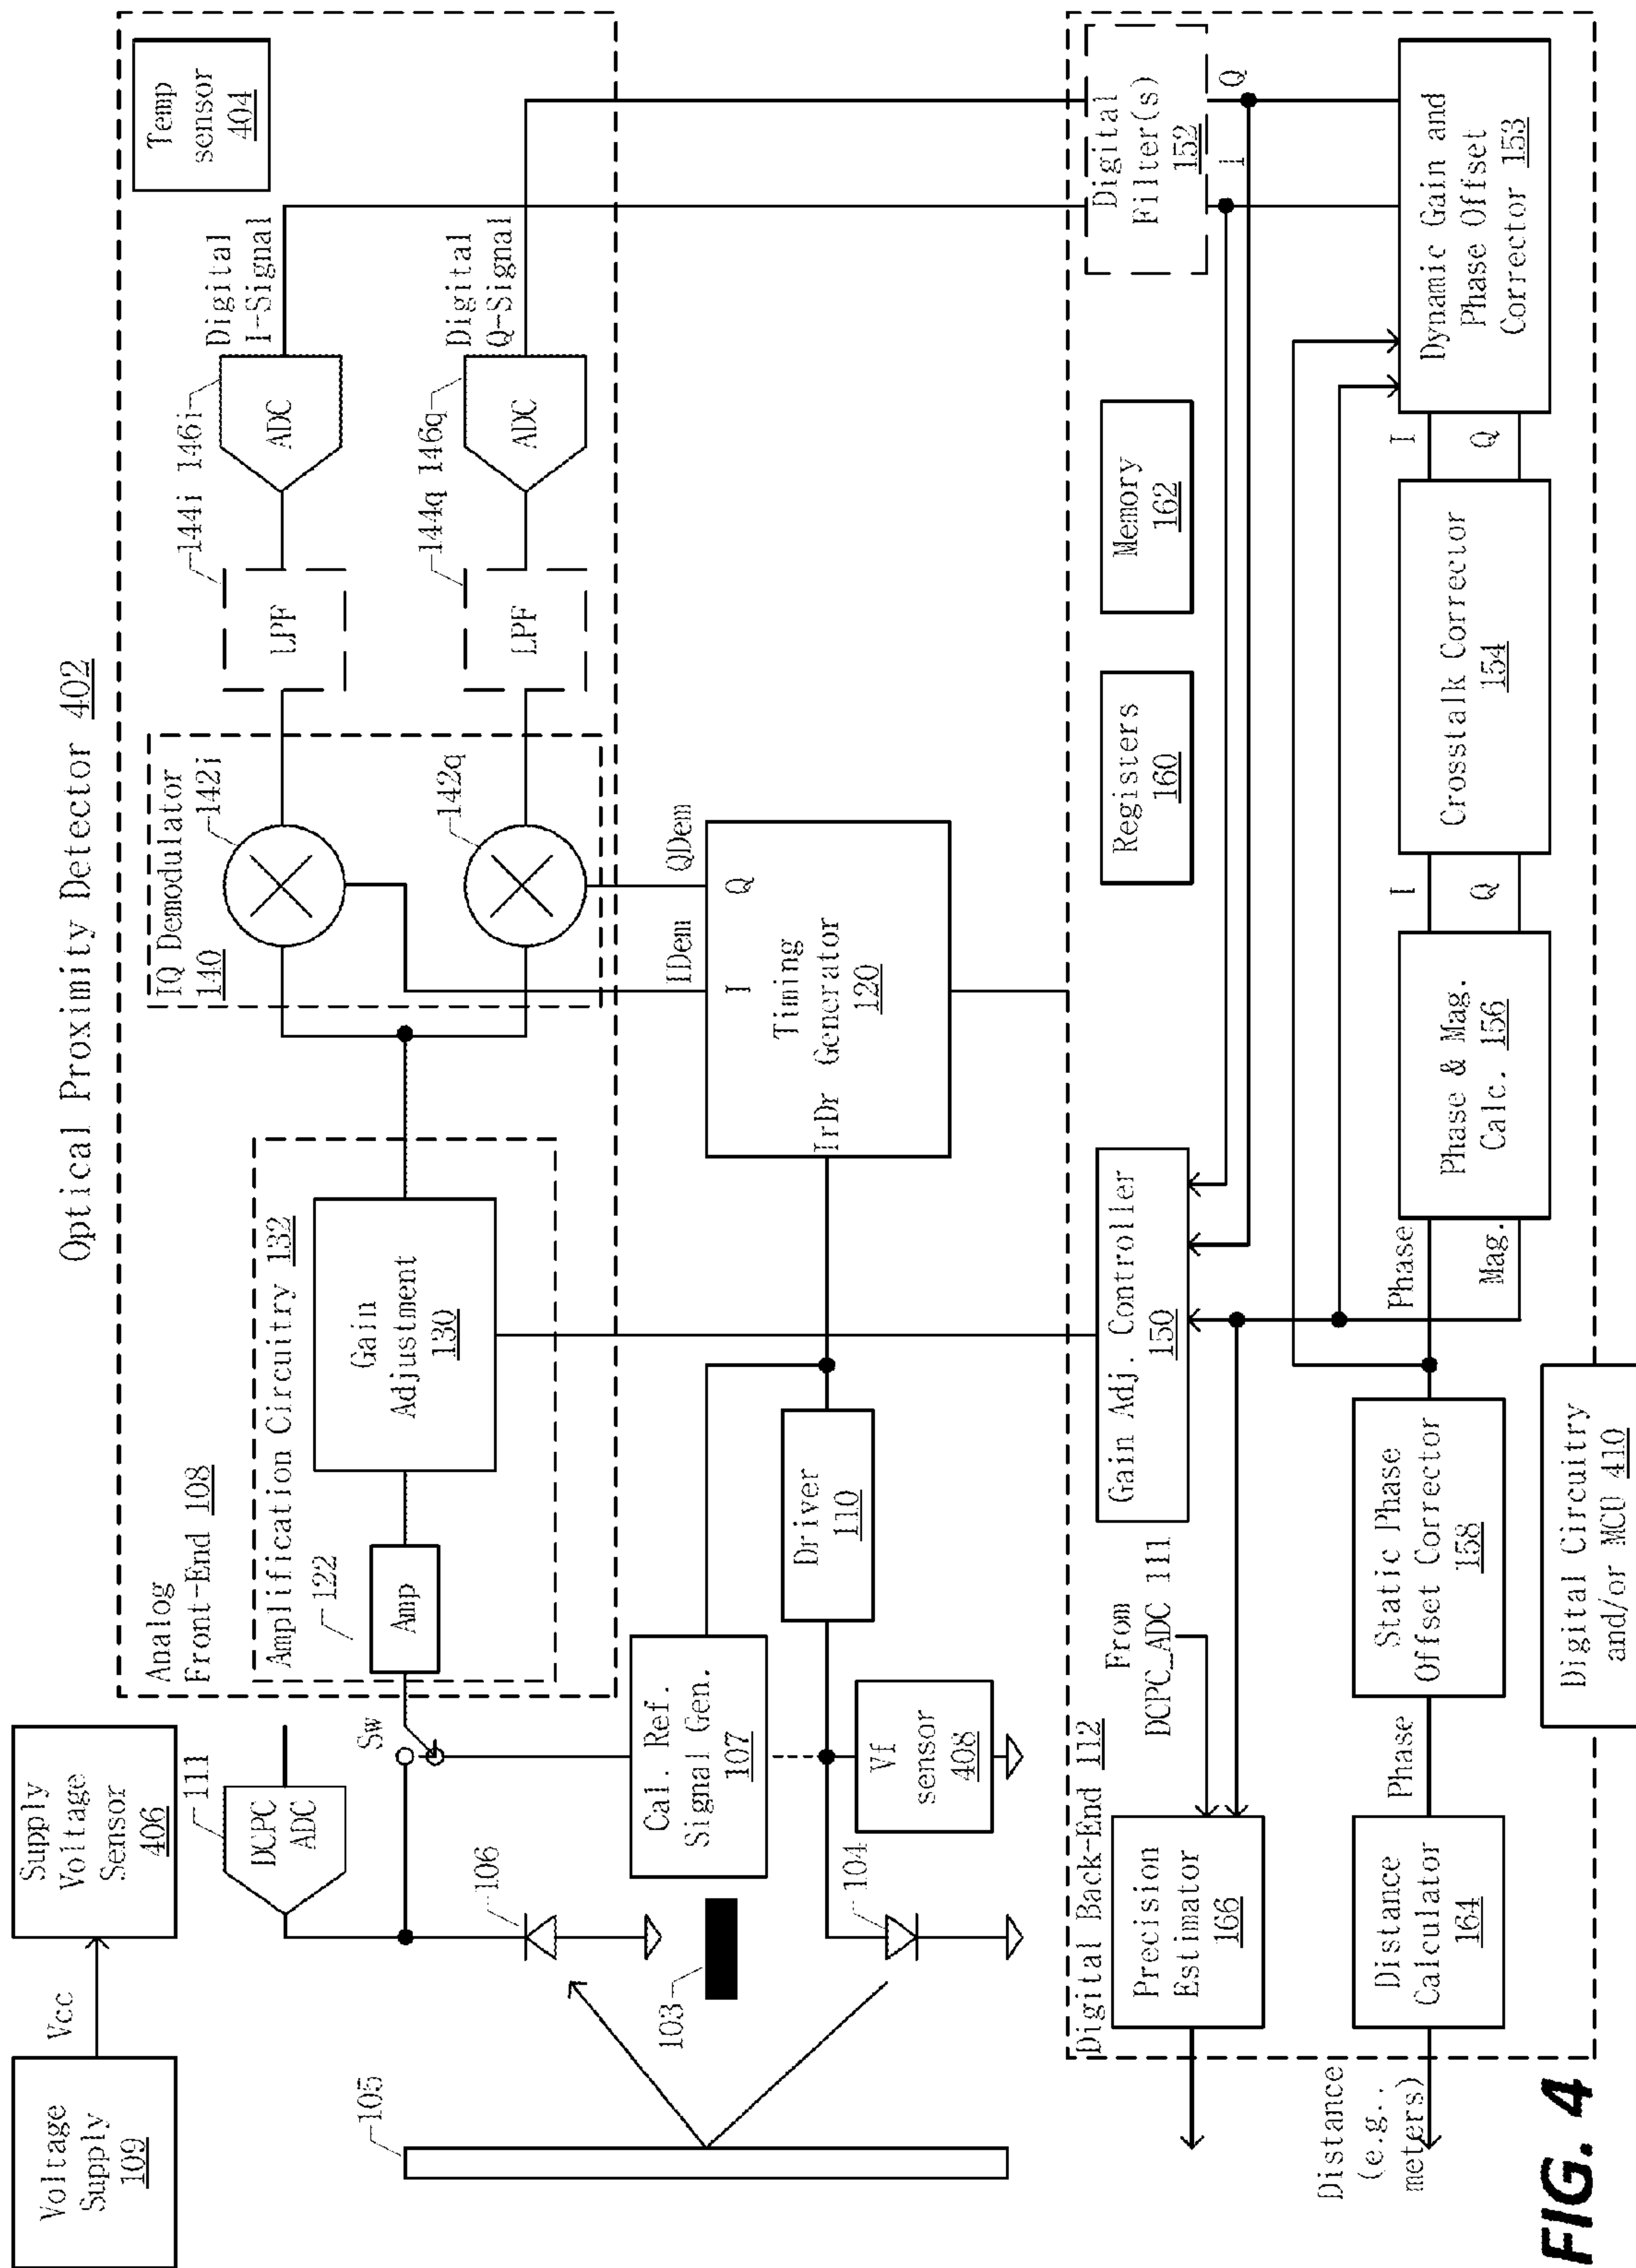 Optical Proximity Detector 402
Voltage
Supply
109
Vcc
Supply
Voltage
Sensor
406
111
DCPC
ADC
Analog
Front-End 108
Amplification Circuitry 132
122
Amp
Gain
Adjustment
130
IQ Demodulator
140
142i
142q
144i
146i
LPF
ADC
Digital
I-Signal
144q
146q
LPF
ADC
Digital
Q-Signal
Temp
sensor
404
105
106
103
104
Sw
Cal. Ref.
Signal Gen.
107
Vf
sensor
408
Driver
110
IrDr
Timing
Generator
120
I
Q
IDem
QDem
Digital Back-End 112
From
DCPC_ADC 111
Precision
Estimator
166
Gain Adj. Controller
150
Registers
160
Memory
162
Digital
Filter(s)
152
I
Q
Distance
(e.g..
meters)
Distance
Calculator
164
Phase
Static Phase
Offset Corrector
158
Phase
Mag.
Phase & Mag.
Calc. 156
I
Q
Crosstalk Corrector
154
I
Q
Dynamic Gain and
Phase Offset
Corrector 153
Digital Circuitry
and/or MCU 410
FIG. 4